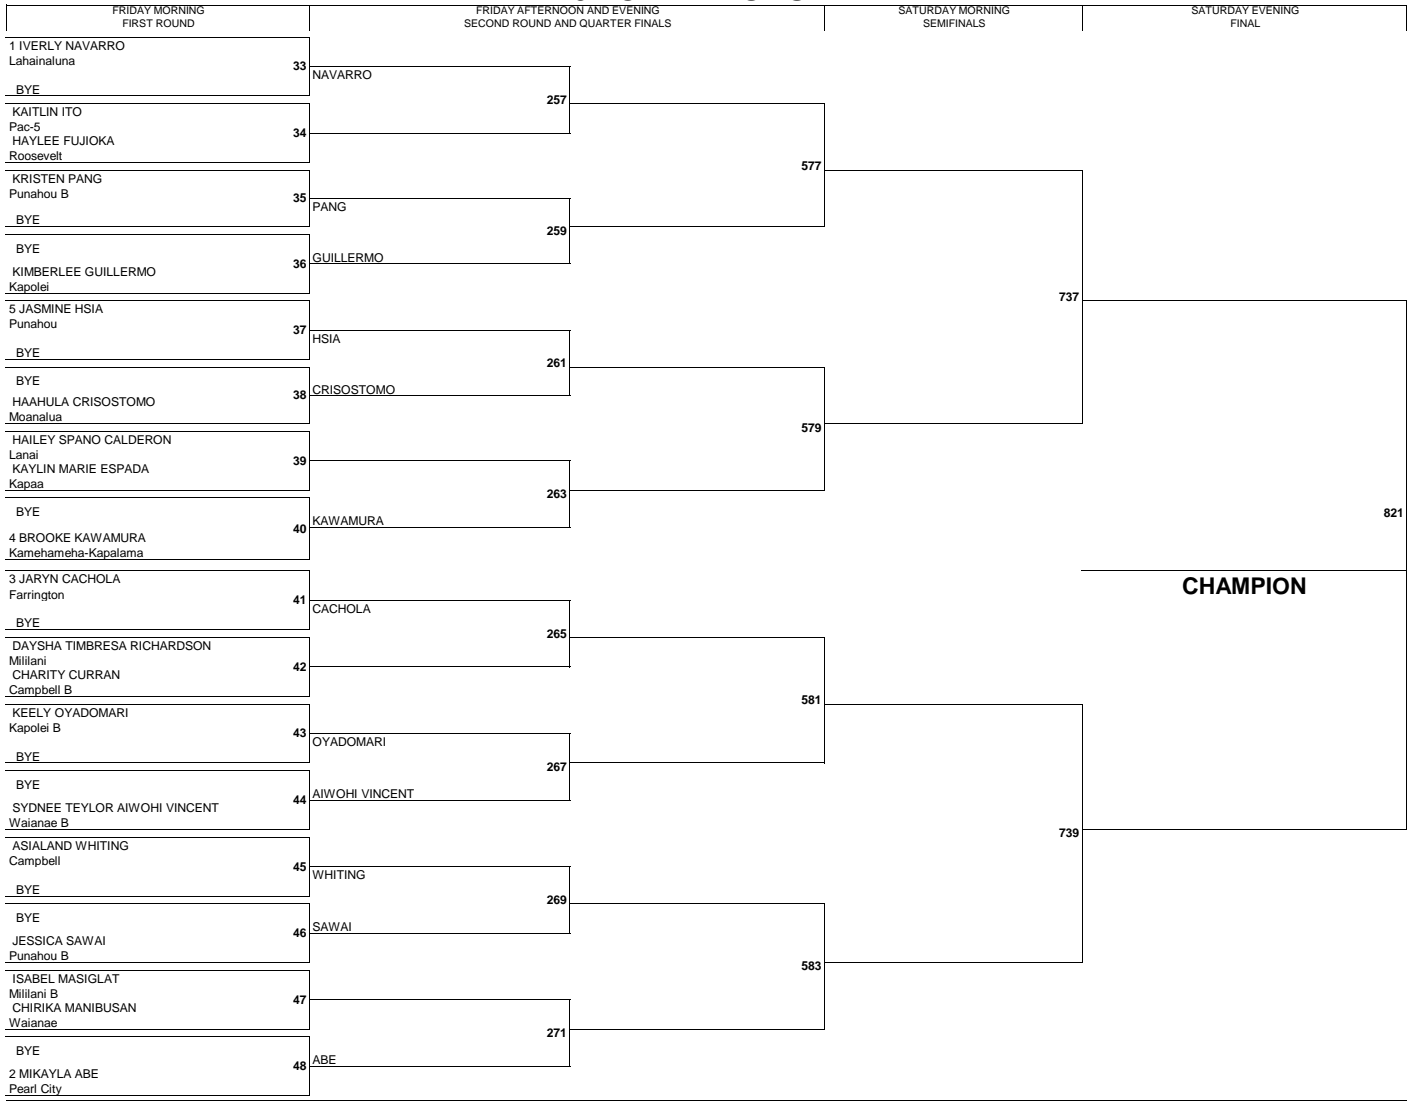 FRIDAY MORNING
FIRST ROUND
FRIDAY AFTERNOON AND EVENING
SECOND ROUND AND QUARTER FINALS
SATURDAY MORNING
SEMIFINALS
SATURDAY EVENING
FINAL
1 IVERLY NAVARRO
Lahainaluna
33
BYE
NAVARRO
257
KAITLIN ITO
Pac-5
34
HAYLEE FUJIOKA
Roosevelt
577
KRISTEN PANG
Punahou B
35
BYE
PANG
259
BYE
36
KIMBERLEE GUILLERMO
Kapolei
GUILLERMO
737
5 JASMINE HSIA
Punahou
37
BYE
HSIA
261
BYE
38
HAAHULA CRISOSTOMO
Moanalua
CRISOSTOMO
579
HAILEY SPANO CALDERON
Lanai
39
KAYLIN MARIE ESPADA
Kapaa
263
BYE
40
4 BROOKE KAWAMURA
Kamehameha-Kapalama
KAWAMURA
821
CHAMPION
3 JARYN CACHOLA
Farrington
41
BYE
CACHOLA
265
DAYSHA TIMBRESA RICHARDSON
Mililani
42
CHARITY CURRAN
Campbell B
581
KEELY OYADOMARI
Kapolei B
43
BYE
OYADOMARI
267
BYE
44
SYDNEE TEYLOR AIWOHI VINCENT
Waianae B
AIWOHI VINCENT
739
ASIALAND WHITING
Campbell
45
BYE
WHITING
269
BYE
46
JESSICA SAWAI
Punahou B
SAWAI
583
ISABEL MASIGLAT
Mililani B
47
CHIRIKA MANIBUSAN
Waianae
271
BYE
48
2 MIKAYLA ABE
Pearl City
ABE